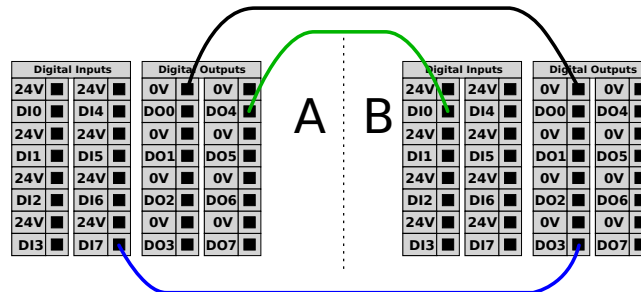 Digital Inputs Digital Outputs A B Digital Inputs Digital Outputs
24V 24V 0V 0V 24V 24V 0V 0V
DI0 DI4 DO0 DO4 DI0 DI4 DO0 DO4
24V 24V 0V 0V 24V 24V 0V 0V
DI1 DI5 DO1 DO5 DI1 DI5 DO1 DO5
24V 24V 0V 0V 24V 24V 0V 0V
DI2 DI6 DO2 DO6 DI2 DI6 DO2 DO6
24V 24V 0V 0V 24V 24V 0V 0V
DI3 DI7 DO3 DO7 DI3 DI7 DO3 DO7